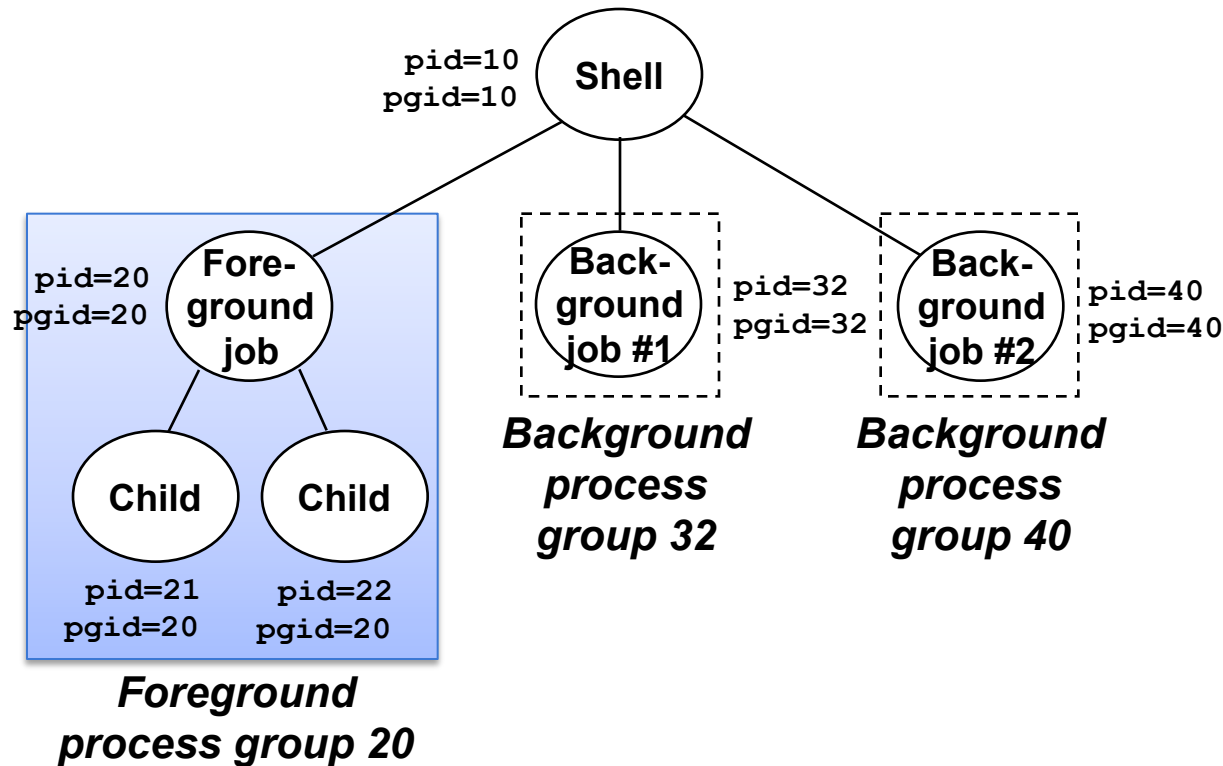 pid=10
pgid=10
Shell
pid=20
pgid=20
Fore-
ground
job
Back-
ground
job #1
pid=32
pgid=32
Back-
ground
job #2
pid=40
pgid=40
Child
Child
pid=21
pgid=20
pid=22
pgid=20
Background
process
group 32
Background
process
group 40
Foreground
process group 20